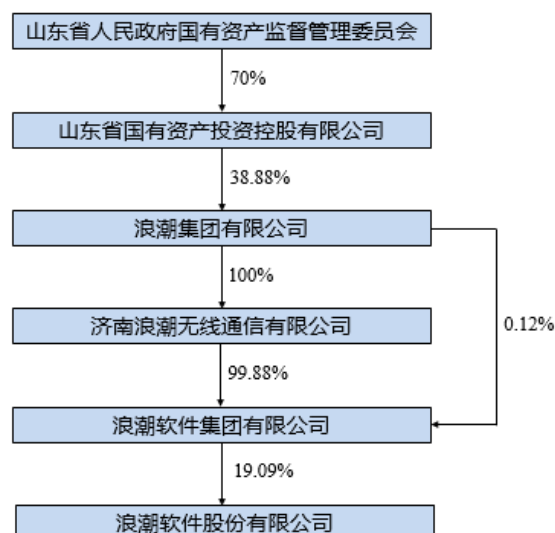 山东省人民政府国有资产监督管理委员会
70%
山东省国有资产投资控股有限公司
38.88%
浪潮集团有限公司
100%
济南浪潮无线通信有限公司
0.12%
99.88%
浪潮软件集团有限公司
19.09%
浪潮软件股份有限公司